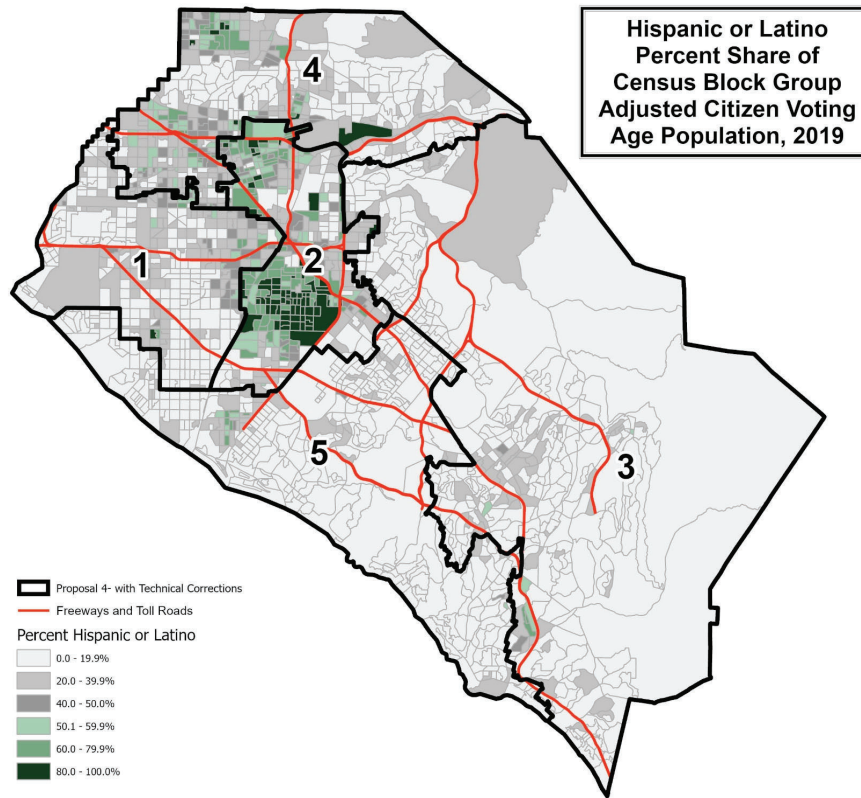 Hispanic or Latino
Percent Share of
Census Block Group
Adjusted Citizen Voting
Age Population, 2019
4
1
2
5
3
Proposal 4- with Technical Corrections
Freeways and Toll Roads
Percent Hispanic or Latino
0.0 - 19.9%
20.0 - 39.9%
40.0 - 50.0%
50.1 - 59.9%
60.0 - 79.9%
80.0 - 100.0%